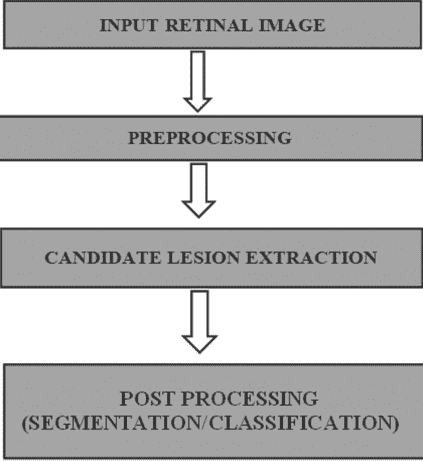 INPUT RETINAL IMAGE
PREPROCESSING
CANDIDATE LESION EXTRACTION
POST PROCESSING
(SEGMENTATION/CLASSIFICATION)